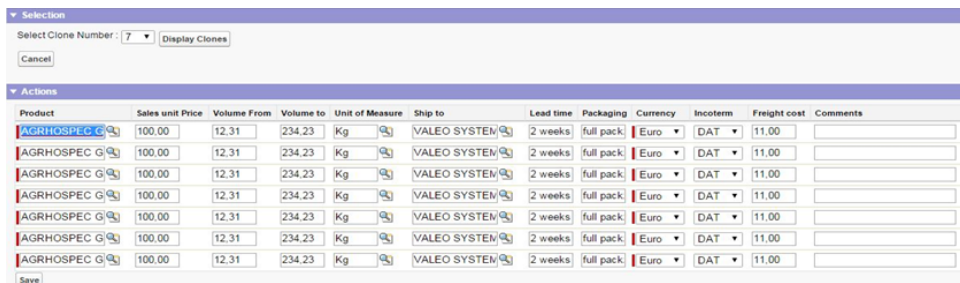 Selection
Select Clone Number : 7 Display Clones
Cancel
Actions
Product Sales unit Price Volume From Volume to Unit of Measure Ship to Lead time Packaging Currency Incoterm Freight cost Comments
AGRHOSPEC G 100,00 12,31 234,23 Kg VALEO SYSTEM 2 weeks full pack. Euro DAT 11,00
AGRHOSPEC G 100,00 12,31 234,23 Kg VALEO SYSTEM 2 weeks full pack. Euro DAT 11,00
AGRHOSPEC G 100,00 12,31 234,23 Kg VALEO SYSTEM 2 weeks full pack. Euro DAT 11,00
AGRHOSPEC G 100,00 12,31 234,23 Kg VALEO SYSTEM 2 weeks full pack. Euro DAT 11,00
AGRHOSPEC G 100,00 12,31 234,23 Kg VALEO SYSTEM 2 weeks full pack. Euro DAT 11,00
AGRHOSPEC G 100,00 12,31 234,23 Kg VALEO SYSTEM 2 weeks full pack. Euro DAT 11,00
AGRHOSPEC G 100,00 12,31 234,23 Kg VALEO SYSTEM 2 weeks full pack. Euro DAT 11,00
Save